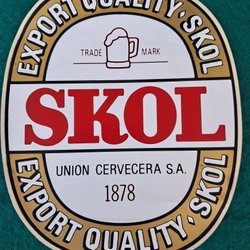 EXPORT QUALITY · SKOL
TRADE MARK
SKOL
UNION CERVECERA S.A.
1878
EXPORT QUALITY · SKOL